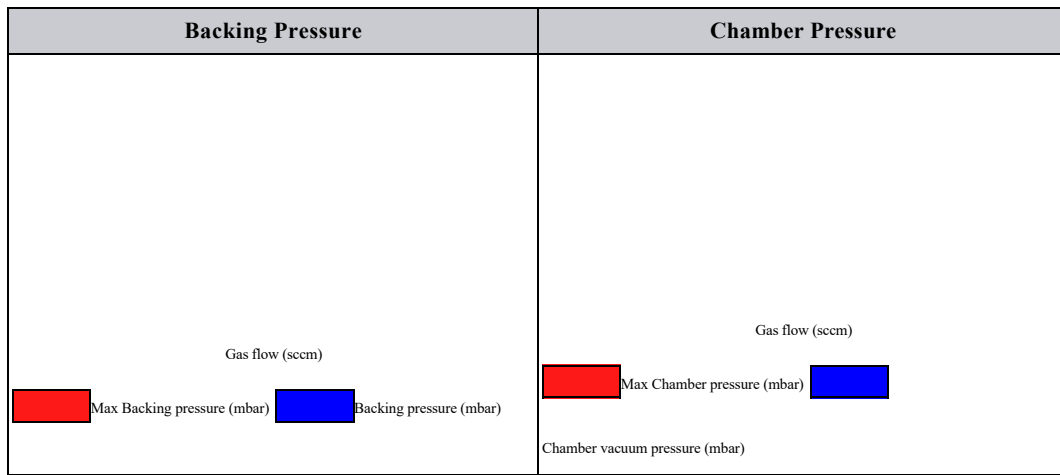 Backing Pressure
Chamber Pressure
Gas flow (sccm)
Max Backing pressure (mbar) Backing pressure (mbar)
Gas flow (sccm)
Max Chamber pressure (mbar)
Chamber vacuum pressure (mbar)